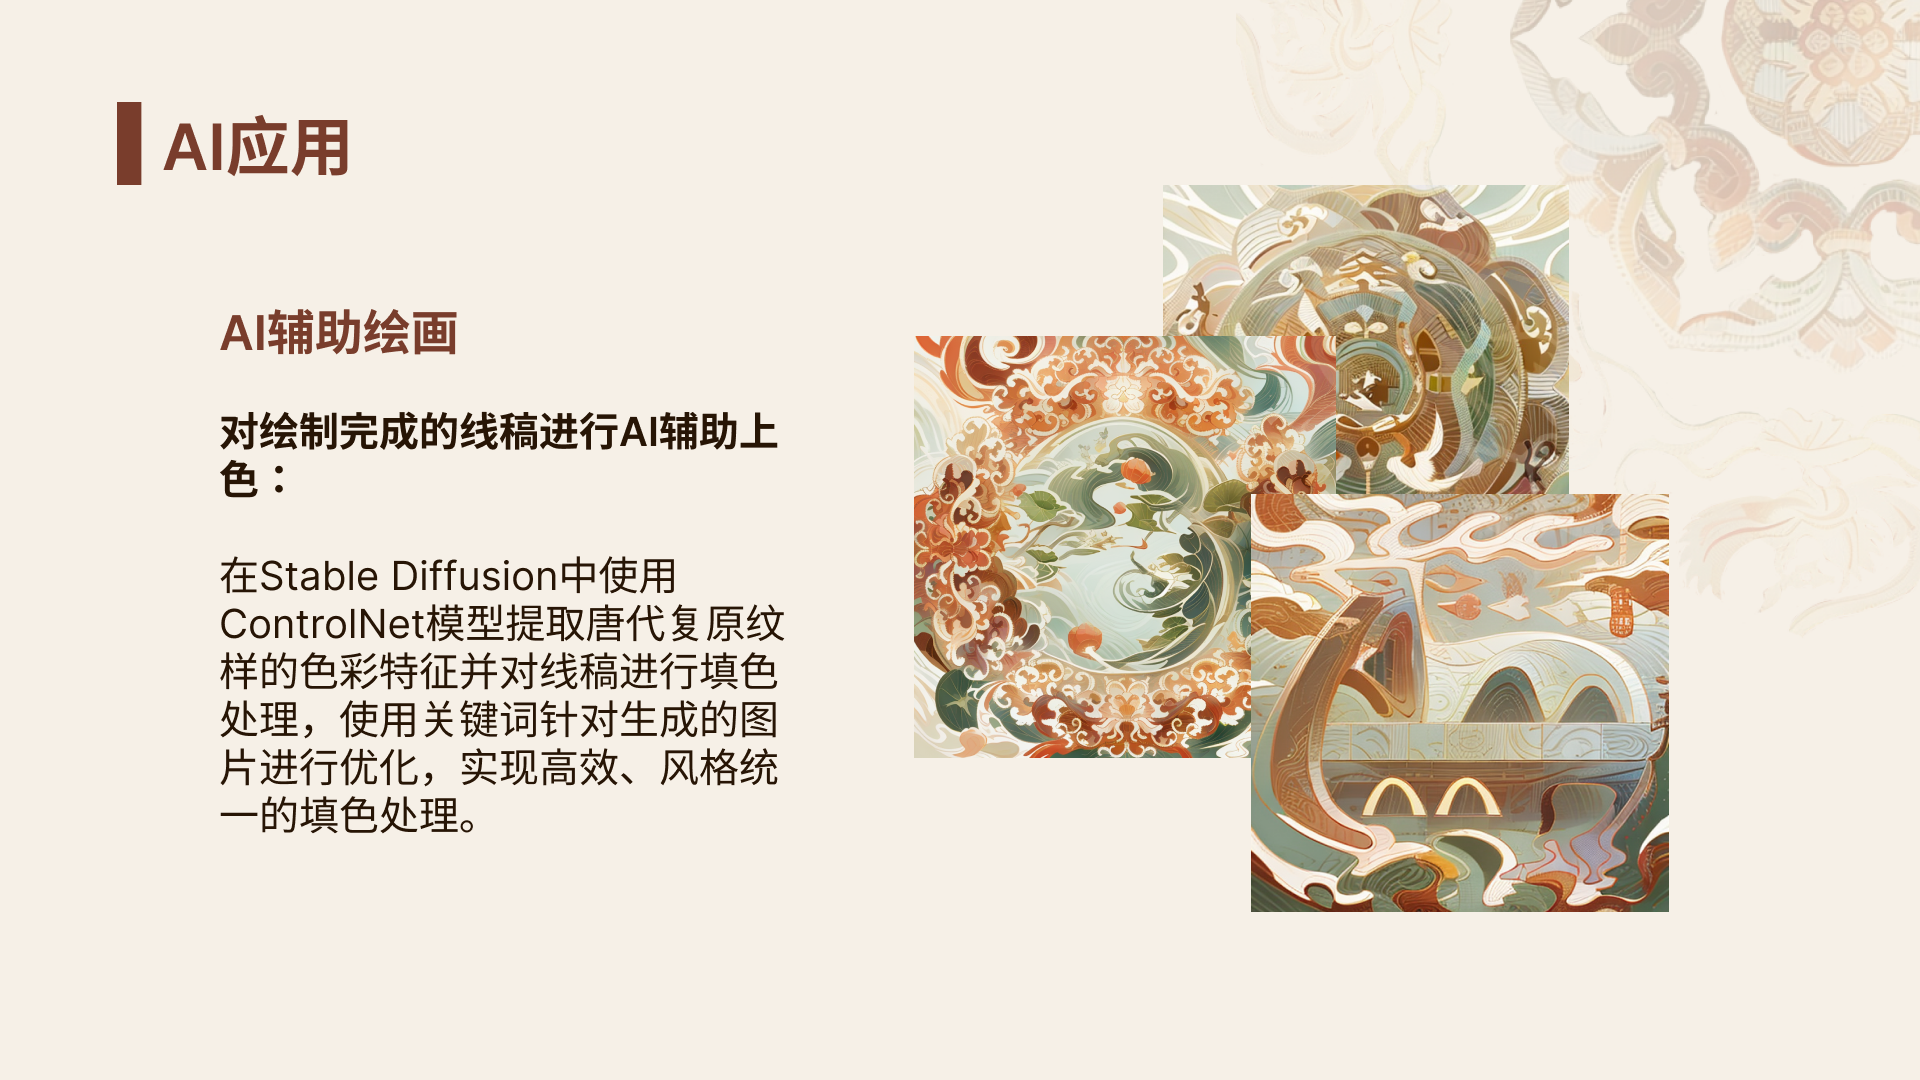 AI应用
AI辅助绘画
对绘制完成的线稿进行AI辅助上
色：
在Stable Diffusion中使用
ControlNet模型提取唐代复原纹
样的色彩特征并对线稿进行填色
处理，使用关键词针对生成的图
片进行优化，实现高效、风格统
一的填色处理。